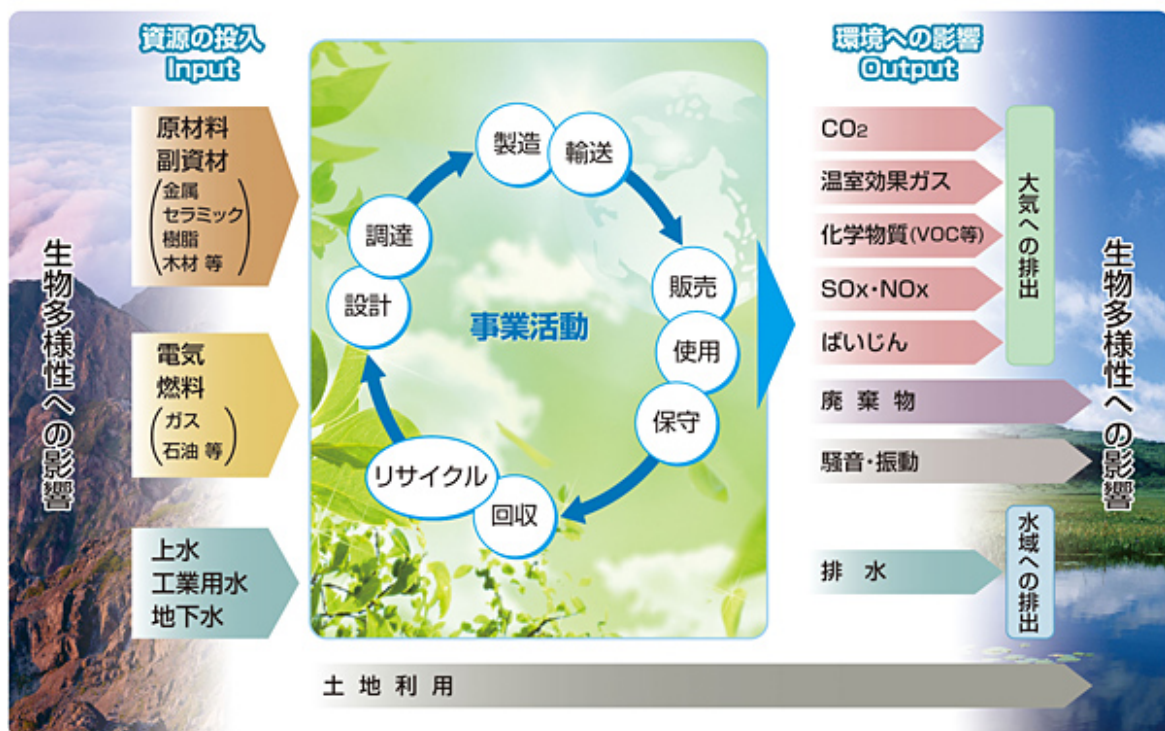 生物多様性への影響
資源の投入
Input
原材料
副資材
(金属
セラミック
樹脂
木材 等)
電気
燃料
(ガス
石油 等)
上水
工業用水
地下水
事業活動
製造
輸送
販売
使用
保守
回収
リサイクル
設計
調達
環境への影響
Output
CO₂
温室効果ガス
化学物質(VOC等)
SOx・NOx
ばいじん
大気への排出
廃棄物
騒音・振動
排水
水域への排出
土地利用
生物多様性への影響